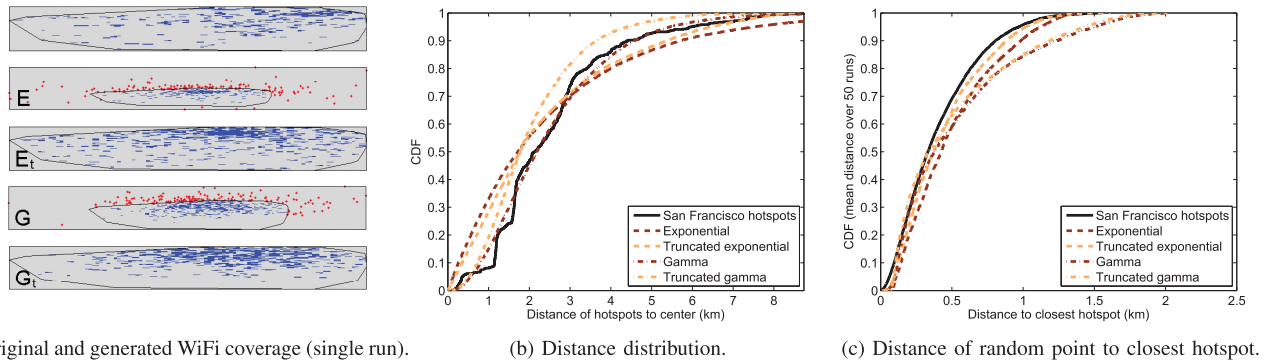 E
Et
G
Gt
riginal and generated WiFi coverage (single run).
CDF
1
0.9
0.8
0.7
0.6
0.5
0.4
0.3
0.2
0.1
0
0 1 2 3 4 5 6 7 8
Distance of hotspots to center (km)
San Francisco hotspots
Exponential
Truncated exponential
Gamma
Truncated gamma
(b) Distance distribution.
CDF (mean distance over 50 runs)
1
0.9
0.8
0.7
0.6
0.5
0.4
0.3
0.2
0.1
0
0 0.5 1 1.5 2 2.5
Distance to closest hotspot (km)
San Francisco hotspots
Exponential
Truncated exponential
Gamma
Truncated gamma
(c) Distance of random point to closest hotspot.